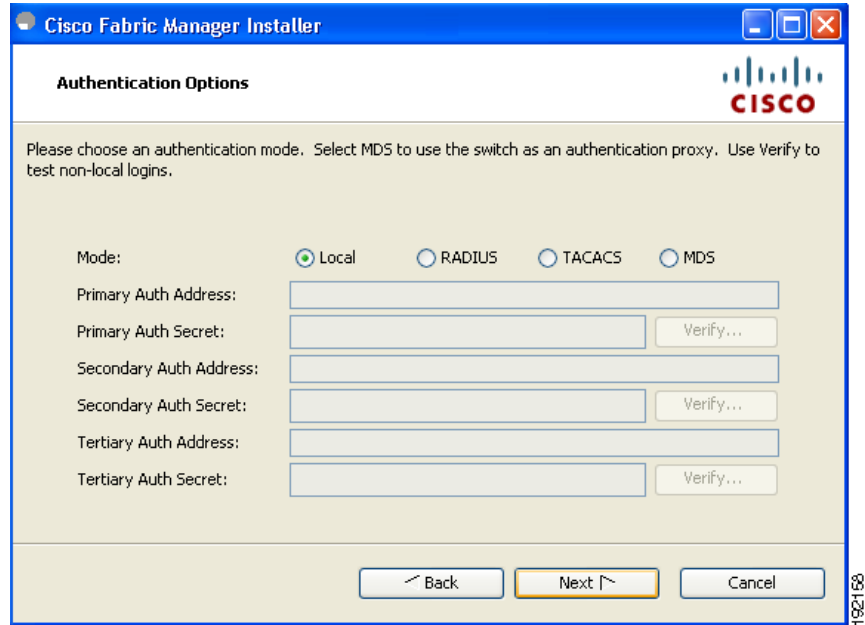 Cisco Fabric Manager Installer
Authentication Options
CISCO
Please choose an authentication mode. Select MDS to use the switch as an authentication proxy. Use Verify to
test non-local logins.
Mode: Local RADIUS TACACS MDS
Primary Auth Address:
Primary Auth Secret: Verify...
Secondary Auth Address:
Secondary Auth Secret: Verify...
Tertiary Auth Address:
Tertiary Auth Secret: Verify...
Back Next Cancel
192168